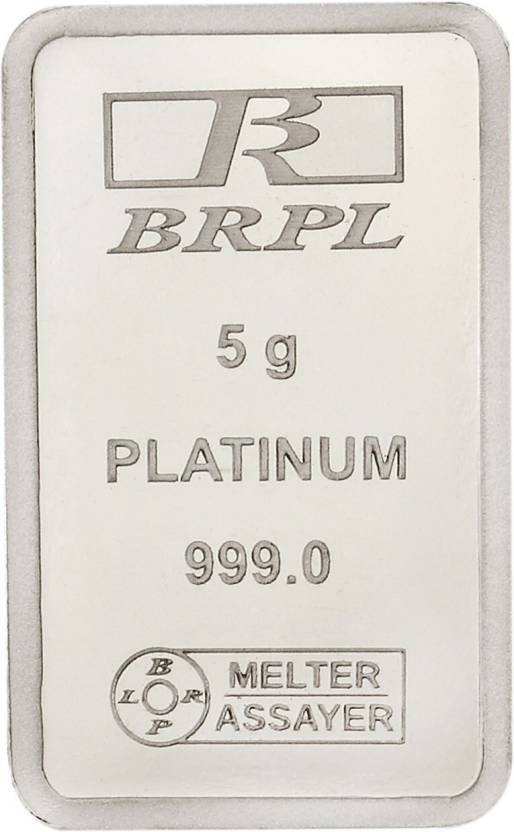 BRPL
5 g
PLATINUM
999.0
B
L R
P
MELTER
ASSAYER